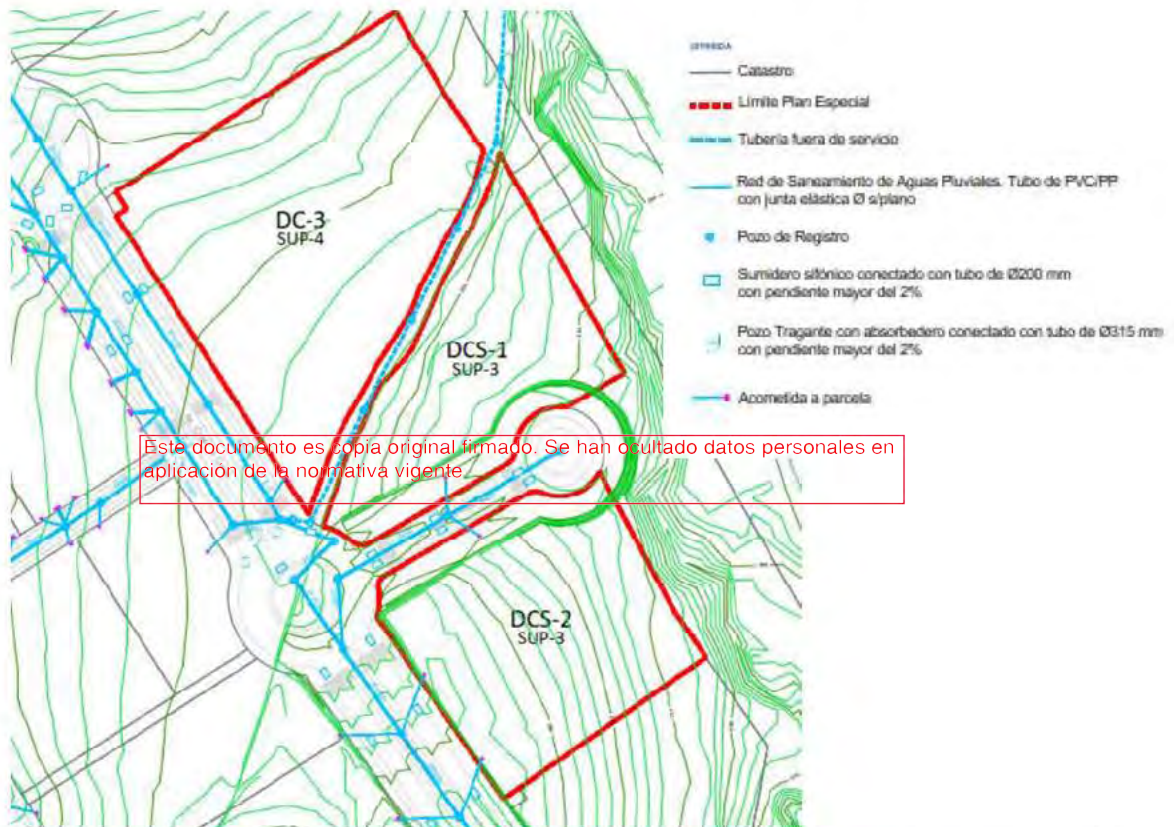 LEYENDA
Catastro
Límite Plan Especial
Tubería fuera de servicio
Red de Saneamiento de Aguas Pluviales. Tubo de PVC/PP
con junta elástica Ø s/plano
Pozo de Registro
Sumidero sifónico conectado con tubo de Ø200 mm
con pendiente mayor del 2%
Pozo Tragante con absorbedero conectado con tubo de Ø315 mm
con pendiente mayor del 2%
Acometida a parcela
DC-3
SUP-4
DCS-1
SUP-3
Este documento es copia original firmado. Se han ocultado datos personales en
aplicación de la normativa vigente
DCS-2
SUP-3